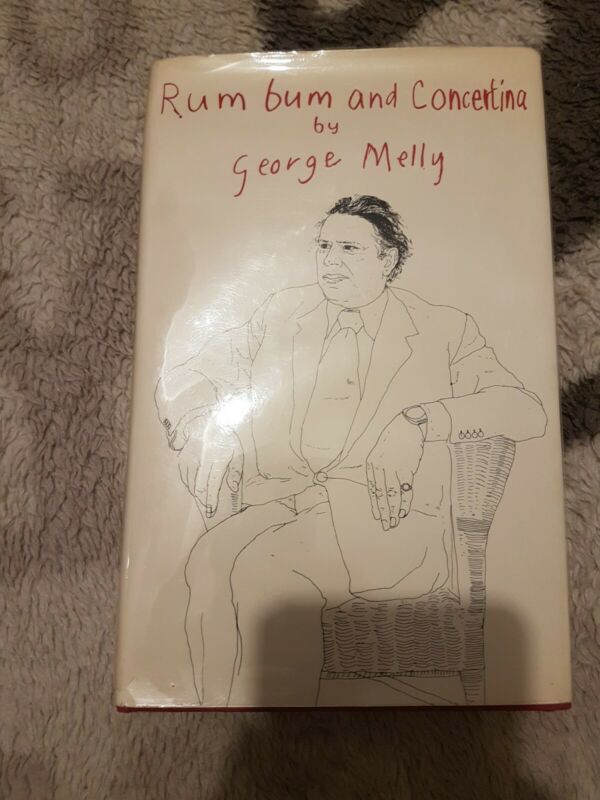 Rum bum and Concertina
by
George Melly